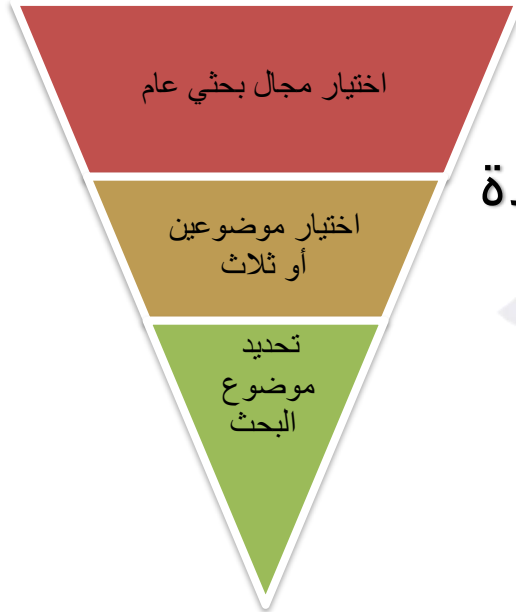 اختيار مجال بحثي عام
اختيار موضوعين
أو ثلاث
تحديد
موضوع
البحث